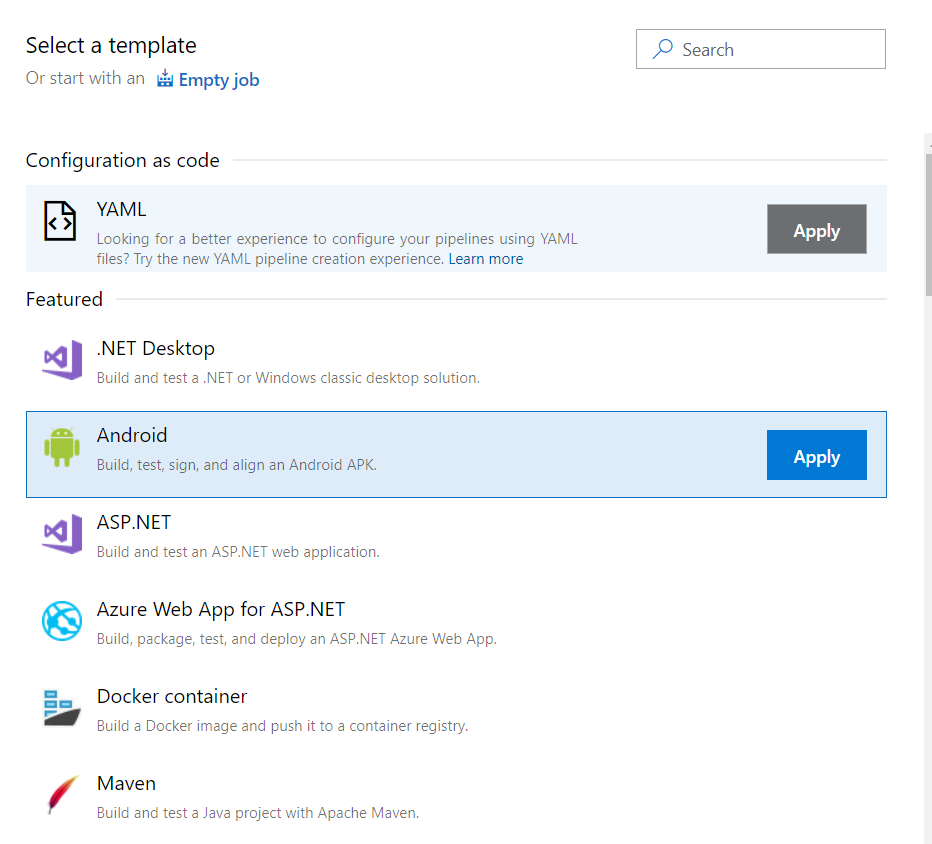 Select a template
Search
Or start with an Empty job
Configuration as code
YAML
Looking for a better experience to configure your pipelines using YAML
files? Try the new YAML pipeline creation experience. Learn more
Apply
Featured
.NET Desktop
Build and test a .NET or Windows classic desktop solution.
Android
Build, test, sign, and align an Android APK.
Apply
ASP.NET
Build and test an ASP.NET web application.
Azure Web App for ASP.NET
Build, package, test, and deploy an ASP.NET Azure Web App.
Docker container
Build a Docker image and push it to a container registry.
Maven
Build and test a Java project with Apache Maven.